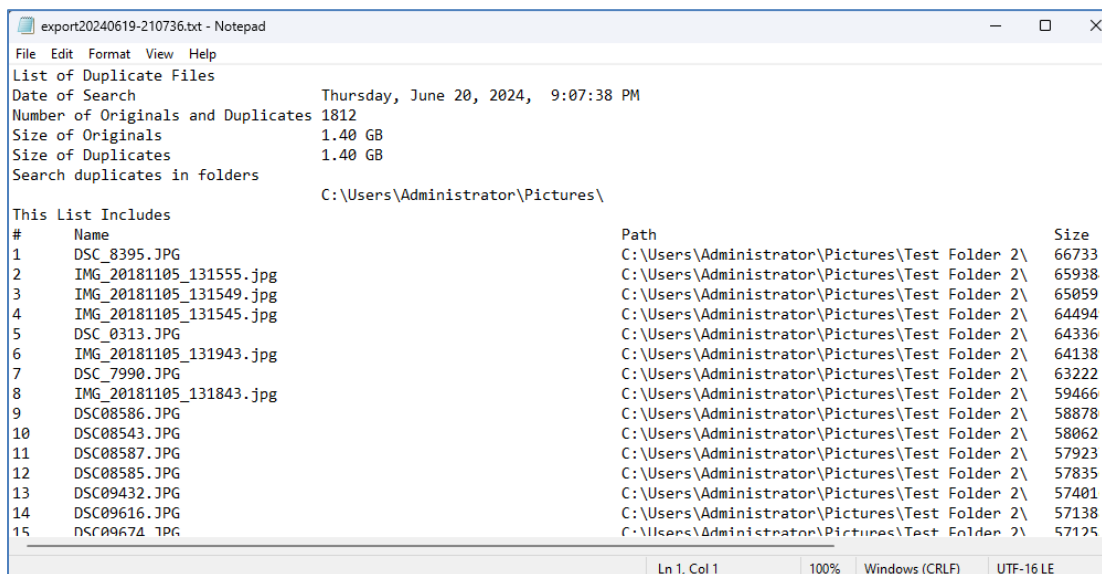 export20240619-210736.txt - Notepad
File Edit Format View Help
List of Duplicate Files
Date of Search Thursday, June 20, 2024, 9:07:38 PM
Number of Originals and Duplicates 1812
Size of Originals 1.40 GB
Size of Duplicates 1.40 GB
Search duplicates in folders
C:\Users\Administrator\Pictures\
This List Includes
# Name Path Size
1 DSC_8395.JPG C:\Users\Administrator\Pictures\Test Folder 2\ 66733
2 IMG_20181105_131555.jpg C:\Users\Administrator\Pictures\Test Folder 2\ 65938
3 IMG_20181105_131549.jpg C:\Users\Administrator\Pictures\Test Folder 2\ 65059
4 IMG_20181105_131545.jpg C:\Users\Administrator\Pictures\Test Folder 2\ 64494
5 DSC_0313.JPG C:\Users\Administrator\Pictures\Test Folder 2\ 64336
6 IMG_20181105_131943.jpg C:\Users\Administrator\Pictures\Test Folder 2\ 64138
7 DSC_7990.JPG C:\Users\Administrator\Pictures\Test Folder 2\ 63222
8 IMG_20181105_131843.jpg C:\Users\Administrator\Pictures\Test Folder 2\ 59466
9 DSC08586.JPG C:\Users\Administrator\Pictures\Test Folder 2\ 58878
10 DSC08543.JPG C:\Users\Administrator\Pictures\Test Folder 2\ 58062
11 DSC08587.JPG C:\Users\Administrator\Pictures\Test Folder 2\ 57923
12 DSC08585.JPG C:\Users\Administrator\Pictures\Test Folder 2\ 57835
13 DSC09432.JPG C:\Users\Administrator\Pictures\Test Folder 2\ 57401
14 DSC09616.JPG C:\Users\Administrator\Pictures\Test Folder 2\ 57138
15 DSC09674.JPG C:\Users\Administrator\Pictures\Test Folder 2\ 57125
Ln 1, Col 1 100% Windows (CRLF) UTF-16 LE